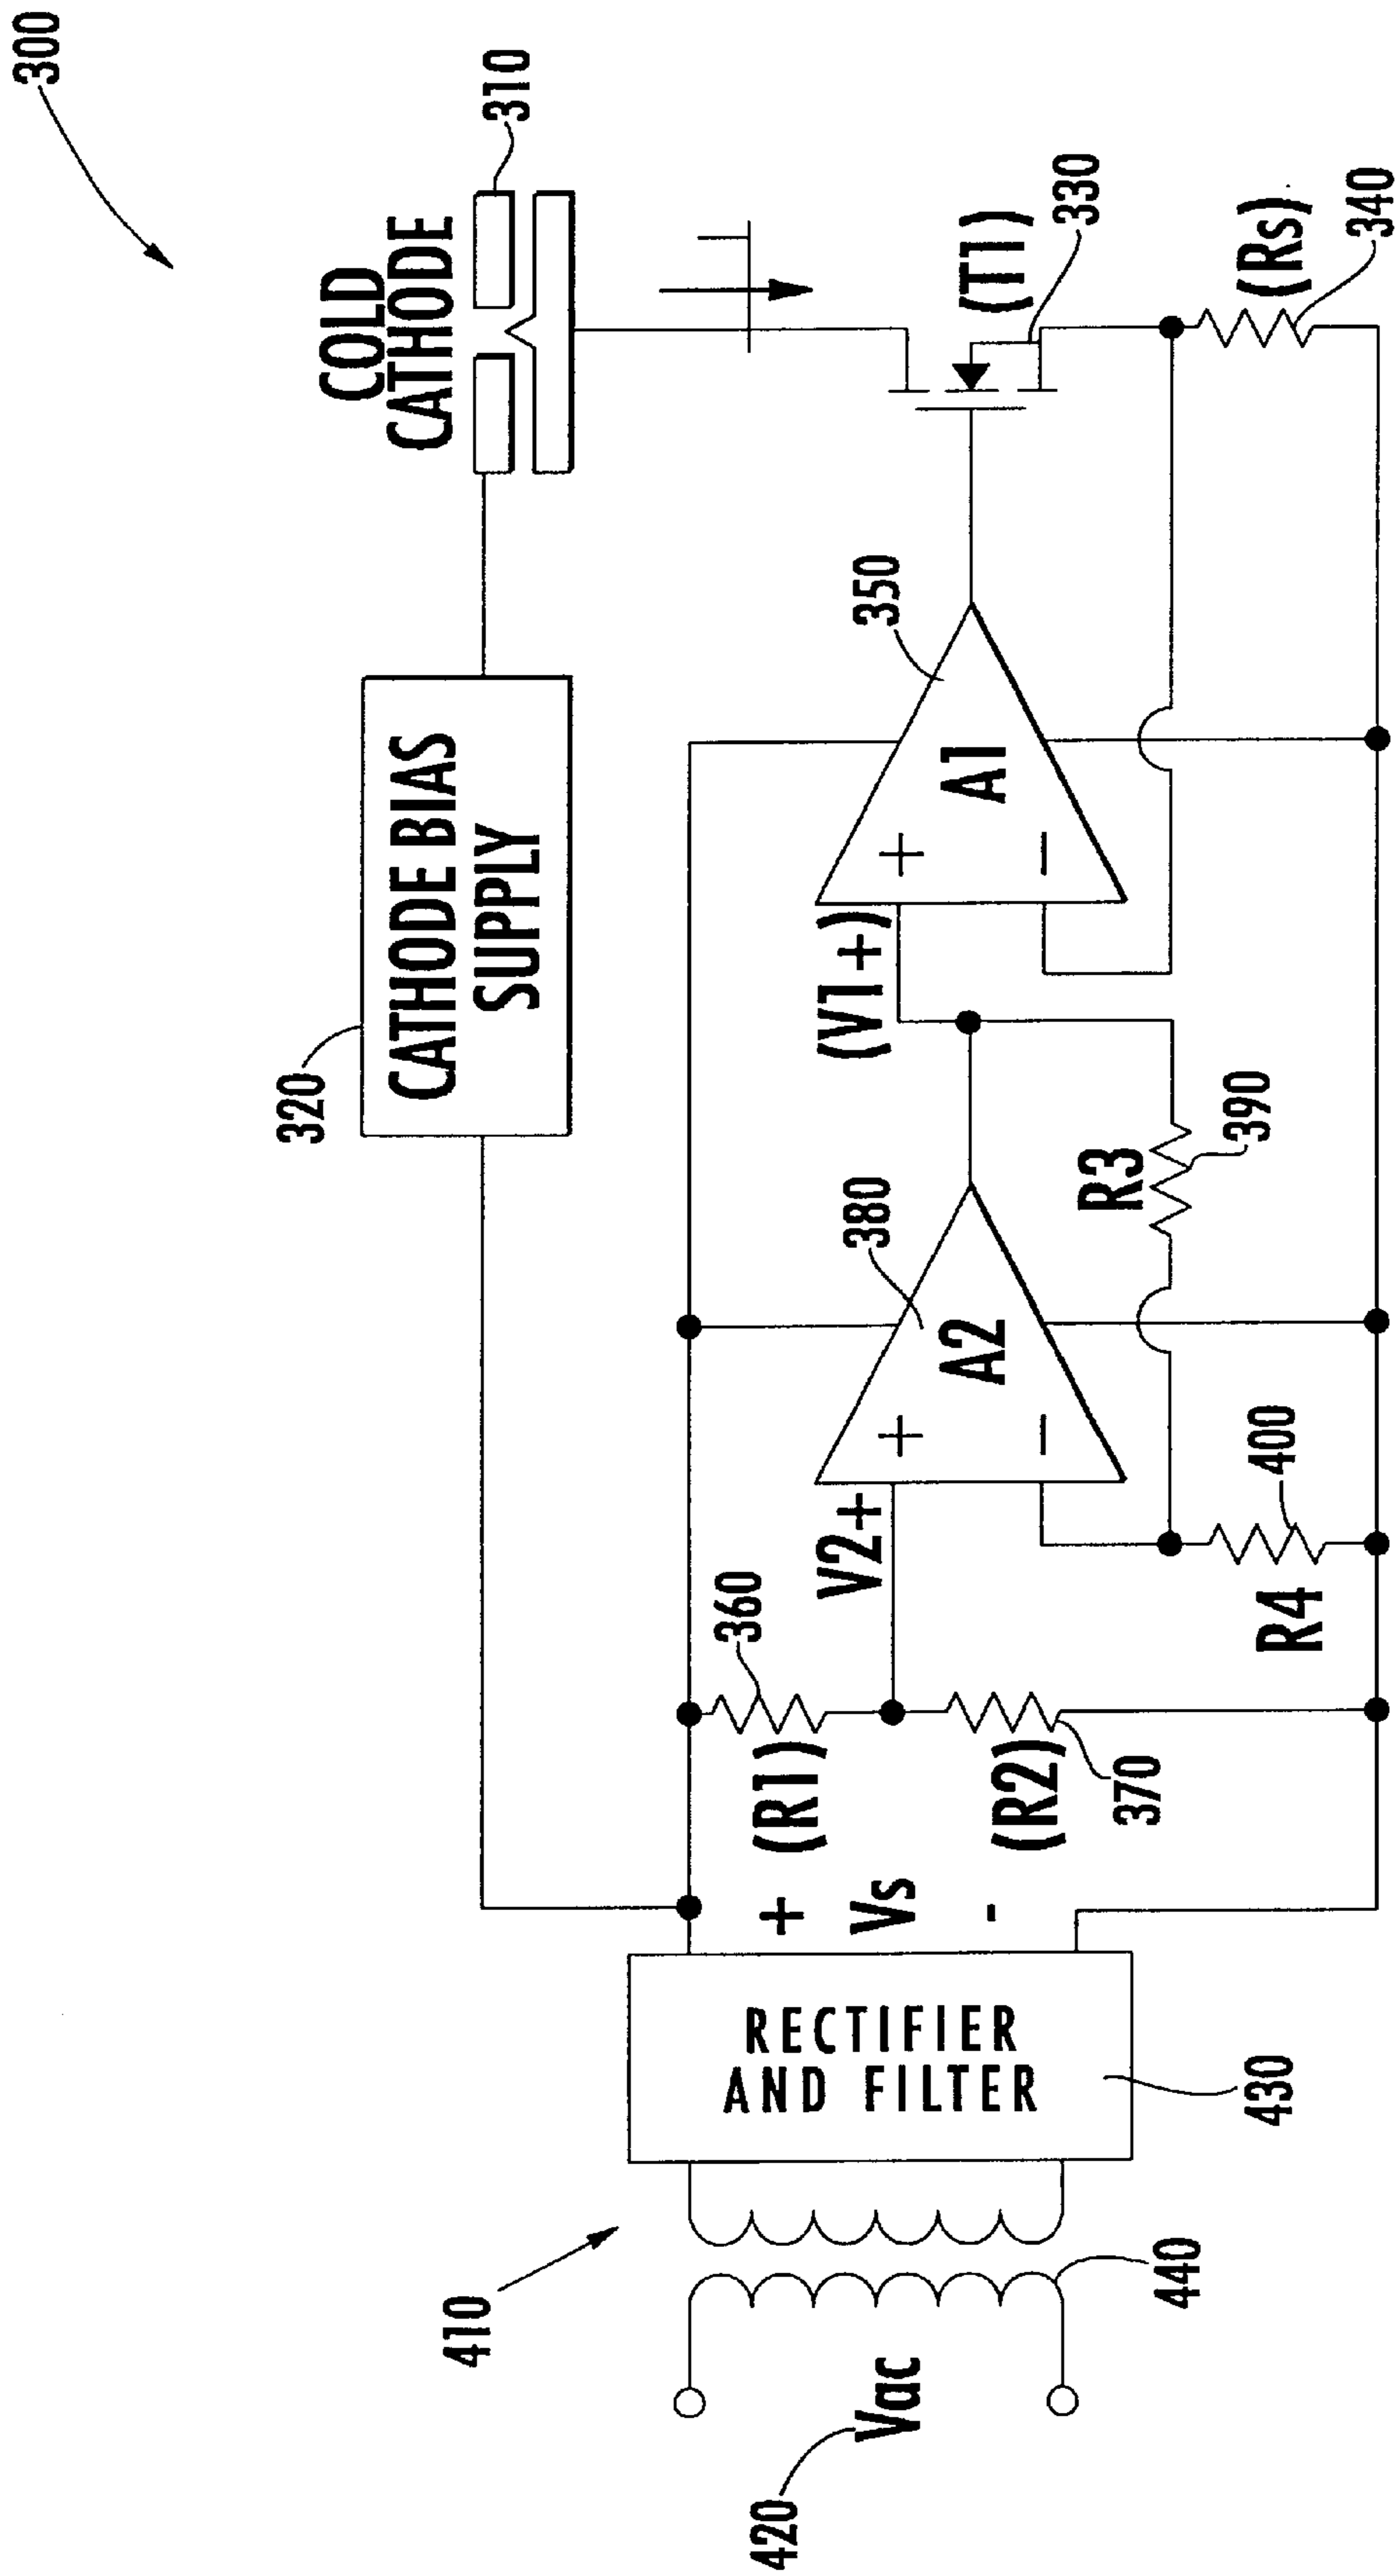 300
COLD
CATHODE
310
320
CATHODE BIAS
SUPPLY
350
(T1)
330
(Rs)
340
A1
+
−
(V1+)
380
A2
+
−
R3
390
V2+
360
(R1)
(R2)
370
R4
400
+
Vs
-
RECTIFIER
AND FILTER
430
410
440
Vac
420